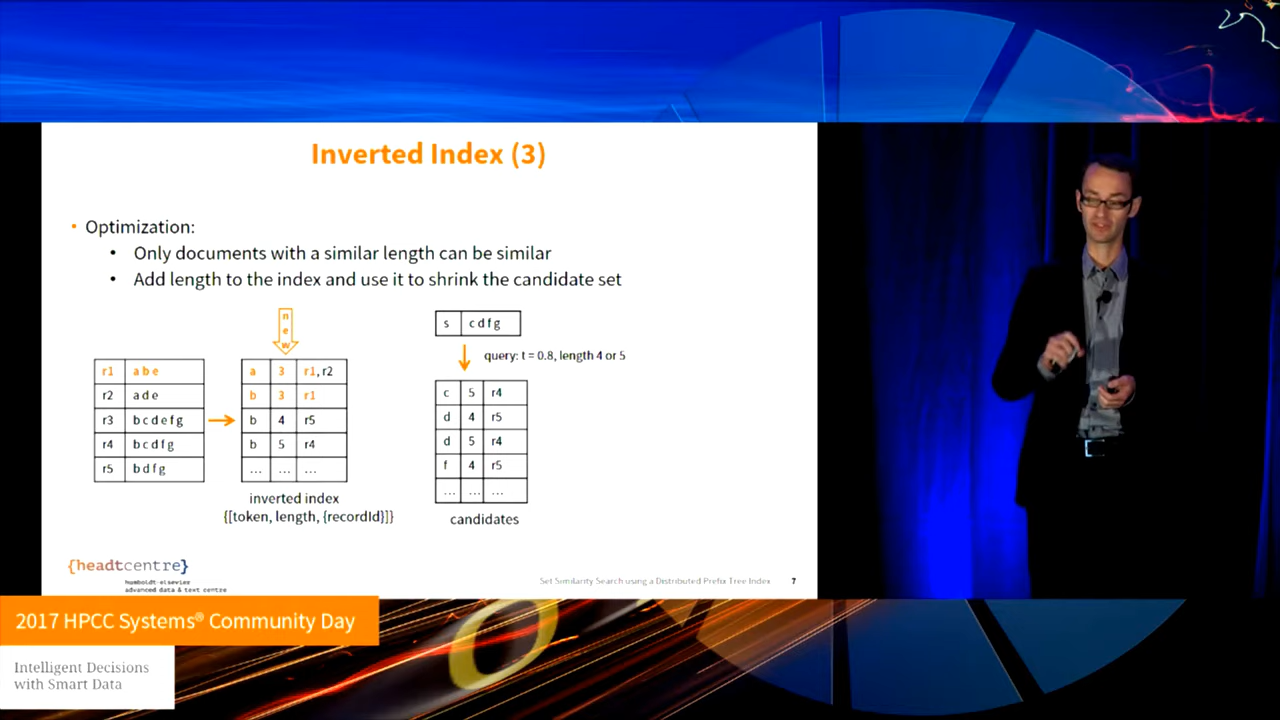 Inverted Index (3)
▪ Optimization:
• Only documents with a similar length can be similar
• Add length to the index and use it to shrink the candidate set
n
e
w
s c d f g
query: t = 0.8, length 4 or 5
r1 a b e
r2 a d e
r3 b c d e f g
r4 b c d f g
r5 b d f g
a 3 r1, r2
b 3 r1
b 4 r5
b 5 r4
... ... ...
inverted index
{[token, length, {recordId}]}
c 5 r4
d 4 r5
d 5 r4
f 4 r5
... ... ...
candidates
{headtcentre}
humboldt-elsevier
advanced data & text centre
Set Similarity Search using a Distributed Prefix Tree Index 7
2017 HPCC Systems® Community Day
Intelligent Decisions
with Smart Data